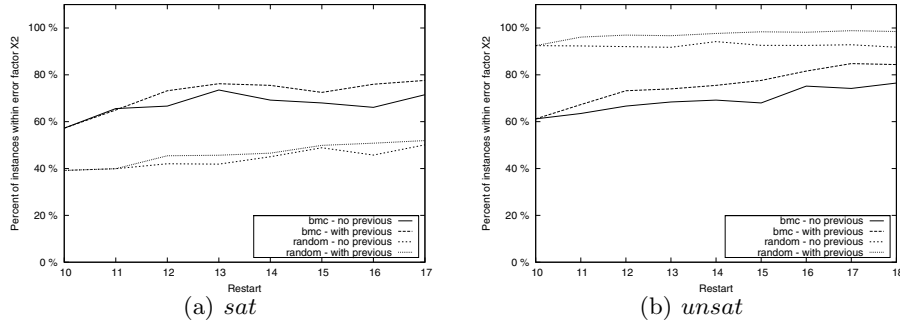 Percent of instances within error factor X2
100 %
80 %
60 %
40 %
20 %
0 %
bmc - no previous
bmc - with previous
random - no previous
random - with previous
10 11 12 13 14 15 16 17
Restart
(a) sat
Percent of instances within error factor X2
100 %
80 %
60 %
40 %
20 %
0 %
bmc - no previous
bmc - with previous
random - no previous
random - with previous
10 11 12 13 14 15 16 17 18
Restart
(b) unsat